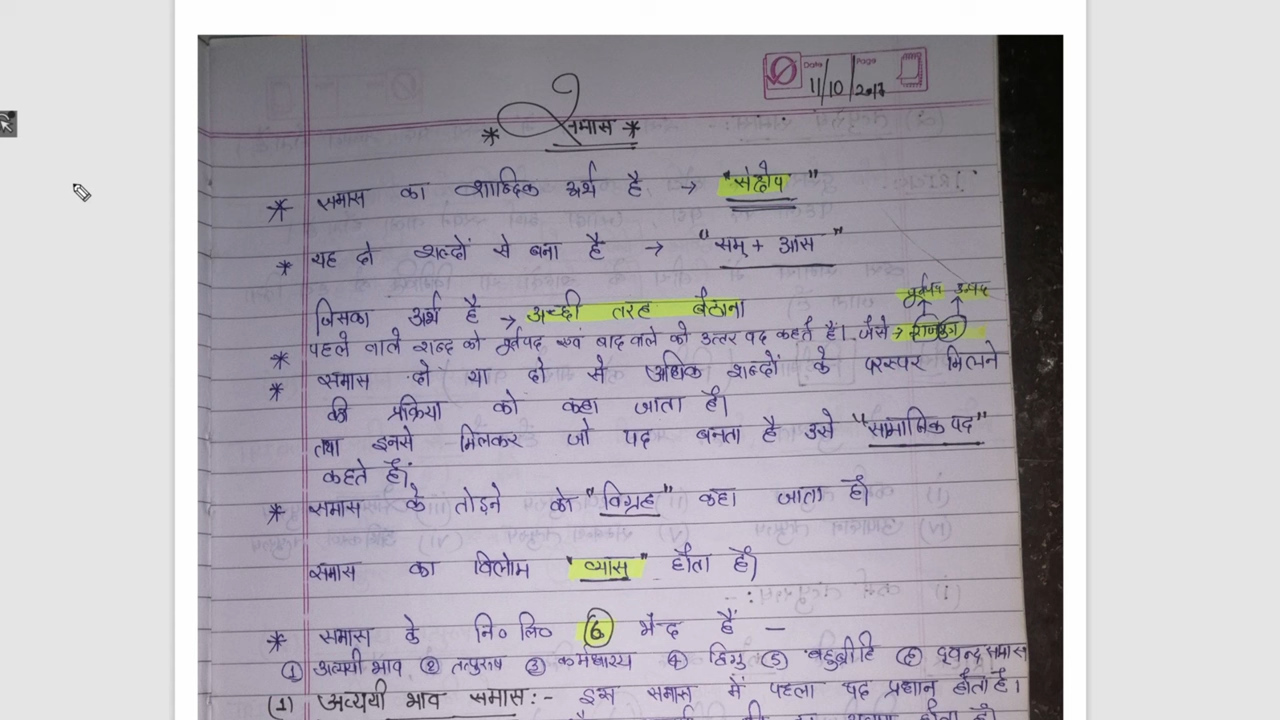 Date Page
11/10 2017
* समास *
* समास का शाब्दिक अर्थ है → "संक्षेप"
* यह दो शब्दों से बना है → "सम् + आस"
पूर्वपद उ०पद
जिसका अर्थ है → अच्छी तरह बैठाना
* पहले वाले शब्द को पूर्वपद एवं बाद वाले को उत्तर पद कहते हैं। जैसे →
* समास दो या दो से अधिक शब्दों के परस्पर मिलने
की प्रक्रिया को कहा जाता है।
तथा इनसे मिलकर जो पद बनता है उसे "सामासिक पद"
कहते हैं।
* समास के तोड़ने को "विग्रह" कहा जाता है।
समास का विलोम "व्यास" होता है।
* समास के नि० लि० 6 भेद हैं —
① अव्ययी भाव ② तत्पुरुष ③ कर्मधारय ④ द्विगु ⑤ बहुब्रीहि ⑥ द्वन्द समास
(1) अव्ययी भाव समास:- इस समास में पहला पद प्रधान होता है।